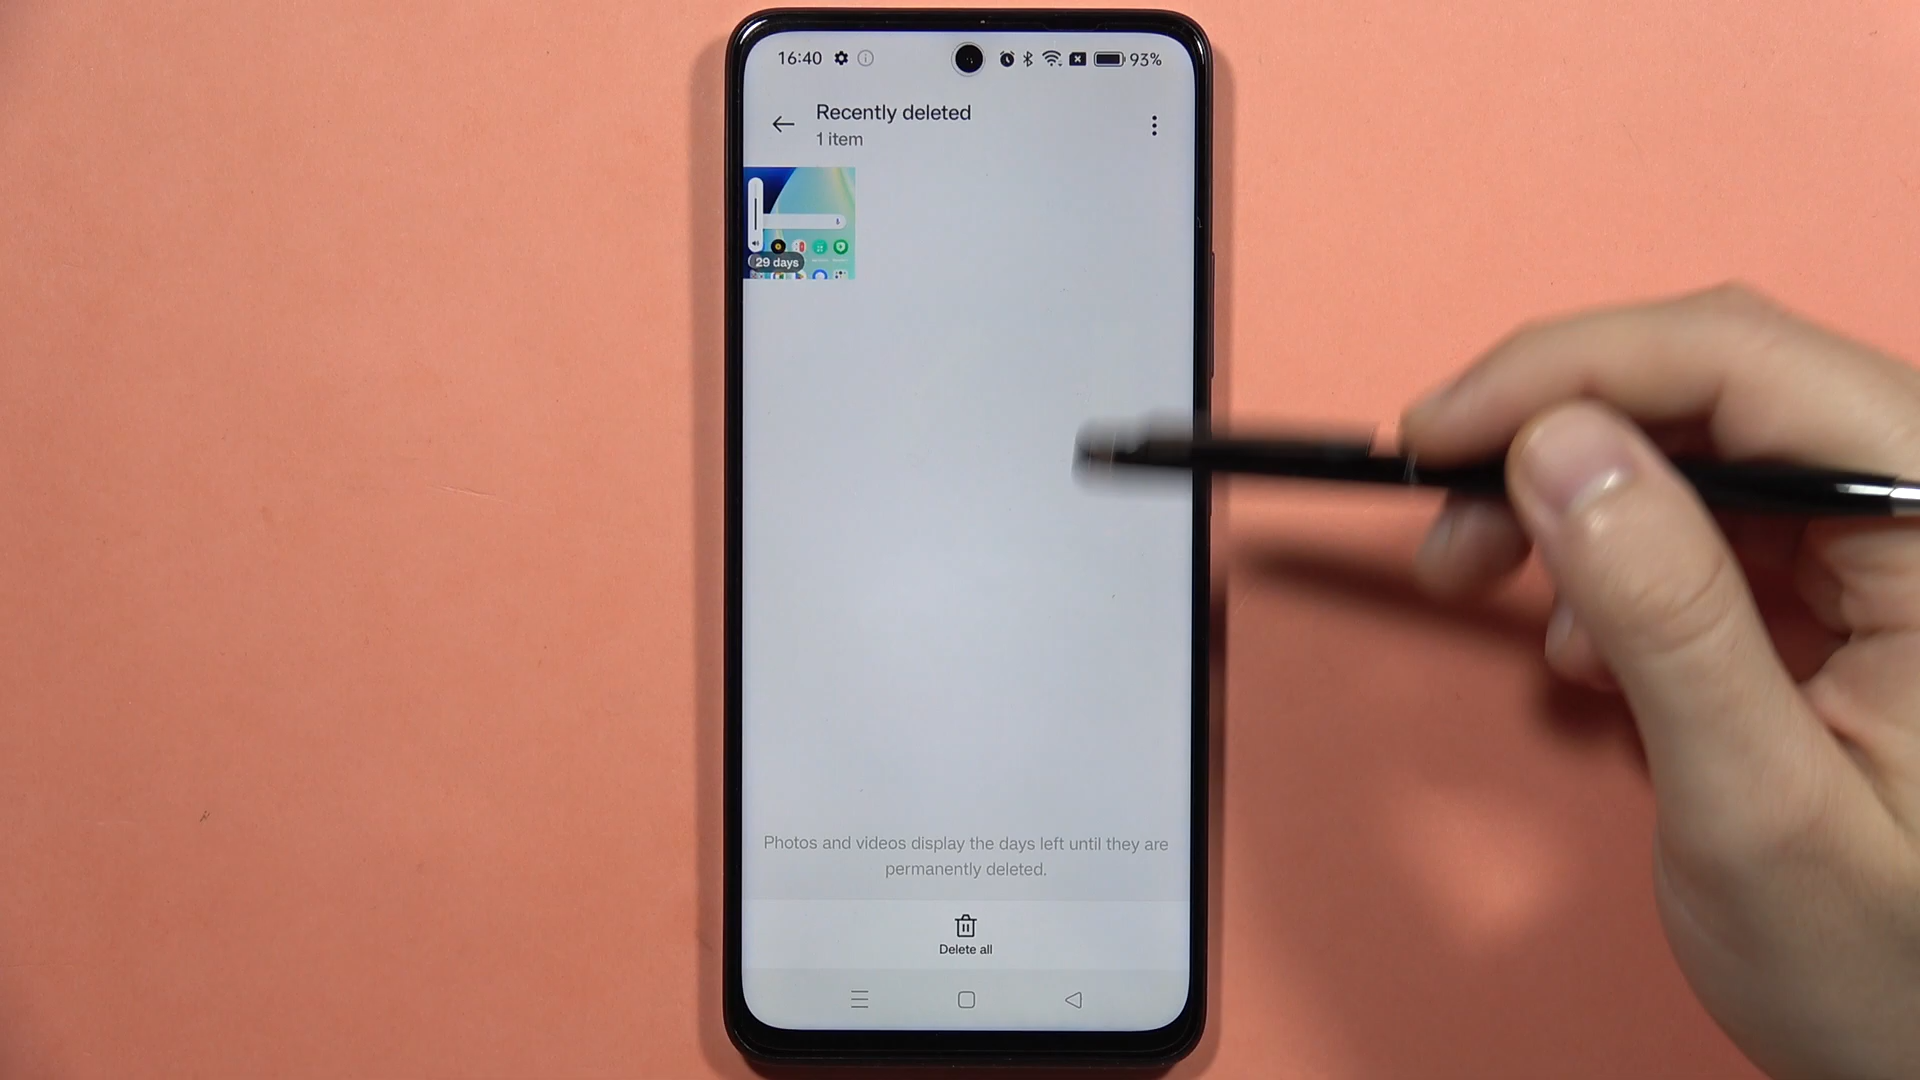 16:40
93%
Recently deleted
1 item
29 days
Photos and videos display the days left until they are
permanently deleted.
Delete all